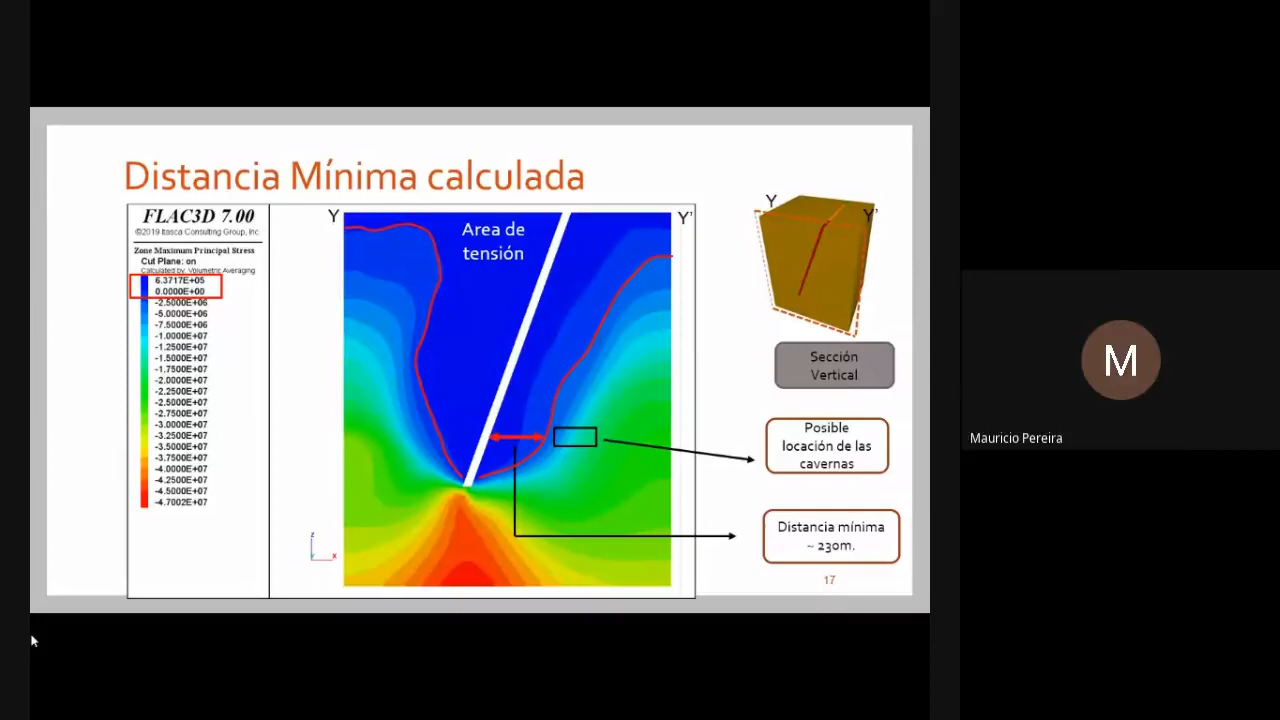 Distancia Mínima calculada
FLAC3D 7.00
©2019 Itasca Consulting Group, Inc.
Zone Maximum Principal Stress
Cut Plane: on
Calculated by: Volumetric Averaging
6.3717E+05
0.0000E+00
-2.5000E+06
-5.0000E+06
-7.5000E+06
-1.0000E+07
-1.2500E+07
-1.5000E+07
-1.7500E+07
-2.0000E+07
-2.2500E+07
-2.5000E+07
-2.7500E+07
-3.0000E+07
-3.2500E+07
-3.5000E+07
-3.7500E+07
-4.0000E+07
-4.2500E+07
-4.5000E+07
-4.7002E+07
Y
Area de
tensión
Y'
z
x
Y
Y'
Sección
Vertical
Posible
locación de las
cavernas
Distancia mínima
~ 230m.
17
M
Mauricio Pereira